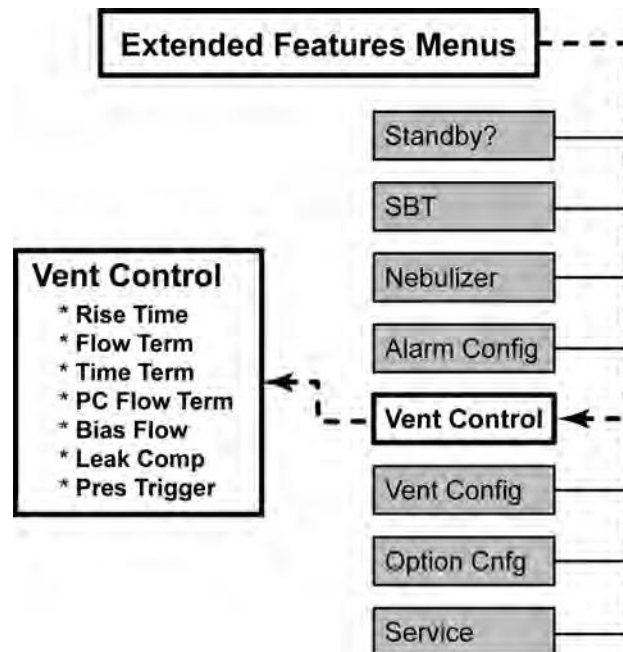 Extended Features Menus
Standby?
SBT
Nebulizer
Alarm Config
Vent Control
Vent Config
Option Cnfg
Service
Vent Control
* Rise Time
* Flow Term
* Time Term
* PC Flow Term
* Bias Flow
* Leak Comp
* Pres Trigger